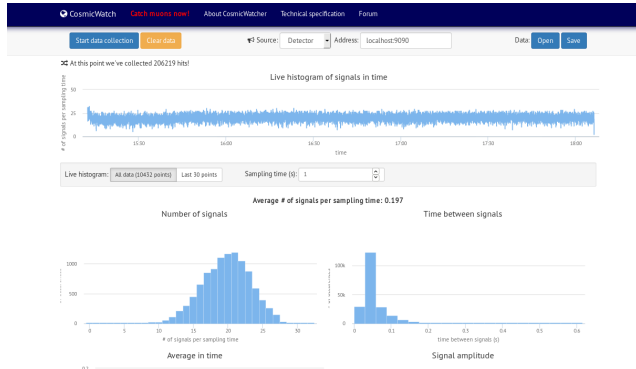 CosmicWatch Catch muons now! About CosmicWatcher Technical specification Forum
Start data collection Clear data Source: Detector Address: localhost:9090 Data: Open Save
At this point we've collected 206219 hits!
Live histogram of signals in time
# of signals per sampling time
50
25
0
15:30 16:00 16:30 17:00 17:30 18:00
time
Live histogram: All data (10432 points) Last 30 points Sampling time (s): 1
Average # of signals per sampling time: 0.197
Number of signals
1000
500
0
0 5 10 15 20 25 30
# of signals per sampling time
Time between signals
100k
50k
0
0 0.1 0.2 0.3 0.4 0.5 0.6
time between signals (s)
Average in time
Signal amplitude